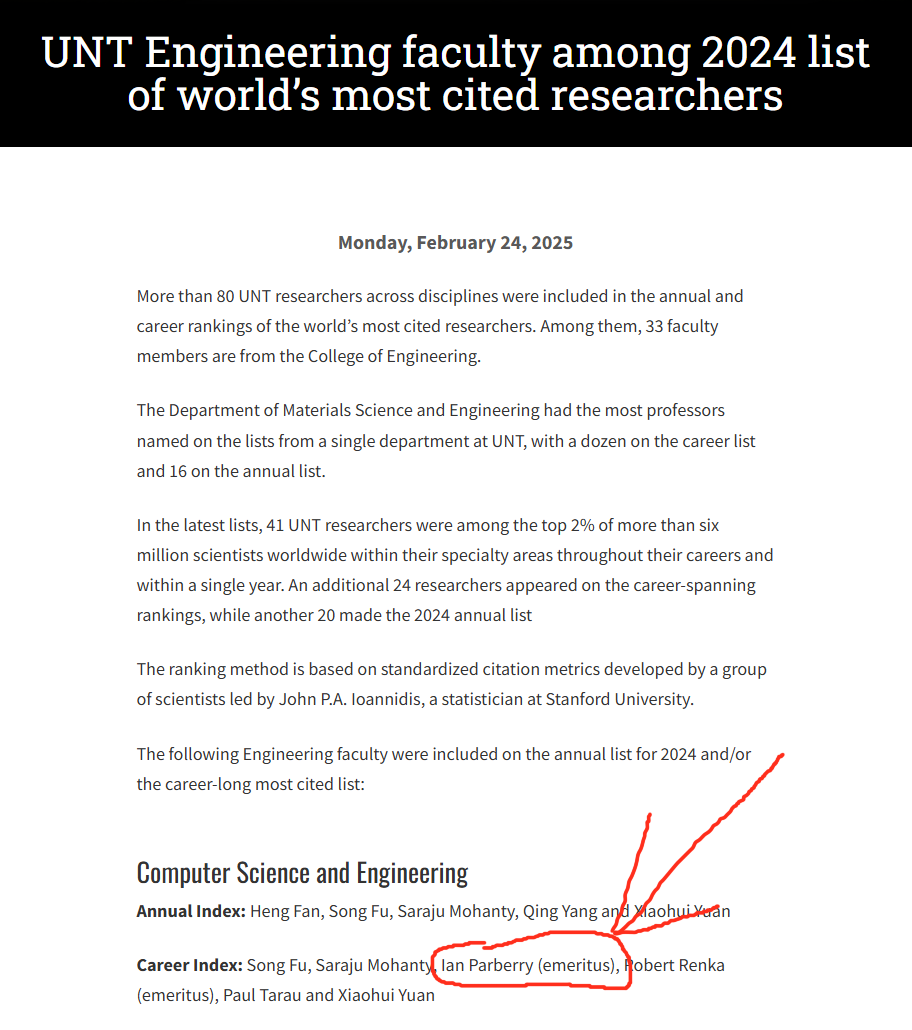 UNT Engineering faculty among 2024 list
of world’s most cited researchers
Monday, February 24, 2025
More than 80 UNT researchers across disciplines were included in the annual and
career rankings of the world’s most cited researchers. Among them, 33 faculty
members are from the College of Engineering.
The Department of Materials Science and Engineering had the most professors
named on the lists from a single department at UNT, with a dozen on the career list
and 16 on the annual list.
In the latest lists, 41 UNT researchers were among the top 2% of more than six
million scientists worldwide within their specialty areas throughout their careers and
within a single year. An additional 24 researchers appeared on the career-spanning
rankings, while another 20 made the 2024 annual list
The ranking method is based on standardized citation metrics developed by a group
of scientists led by John P.A. Ioannidis, a statistician at Stanford University.
The following Engineering faculty were included on the annual list for 2024 and/or
the career-long most cited list:
Computer Science and Engineering
Annual Index: Heng Fan, Song Fu, Saraju Mohanty, Qing Yang and Xiaohui Yuan
Career Index: Song Fu, Saraju Mohanty, Ian Parberry (emeritus), Robert Renka
(emeritus), Paul Tarau and Xiaohui Yuan